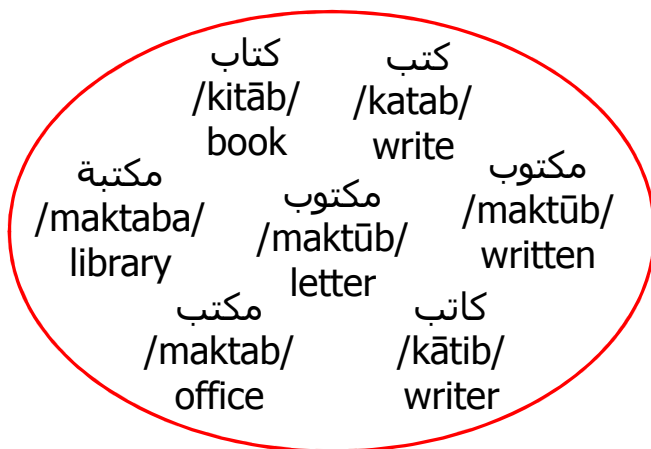 كتاب
/kitāb/
book
كتب
/katab/
write
مكتبة
/maktaba/
library
مكتوب
/maktūb/
letter
مكتوب
/maktūb/
written
مكتب
/maktab/
office
كاتب
/kātib/
writer